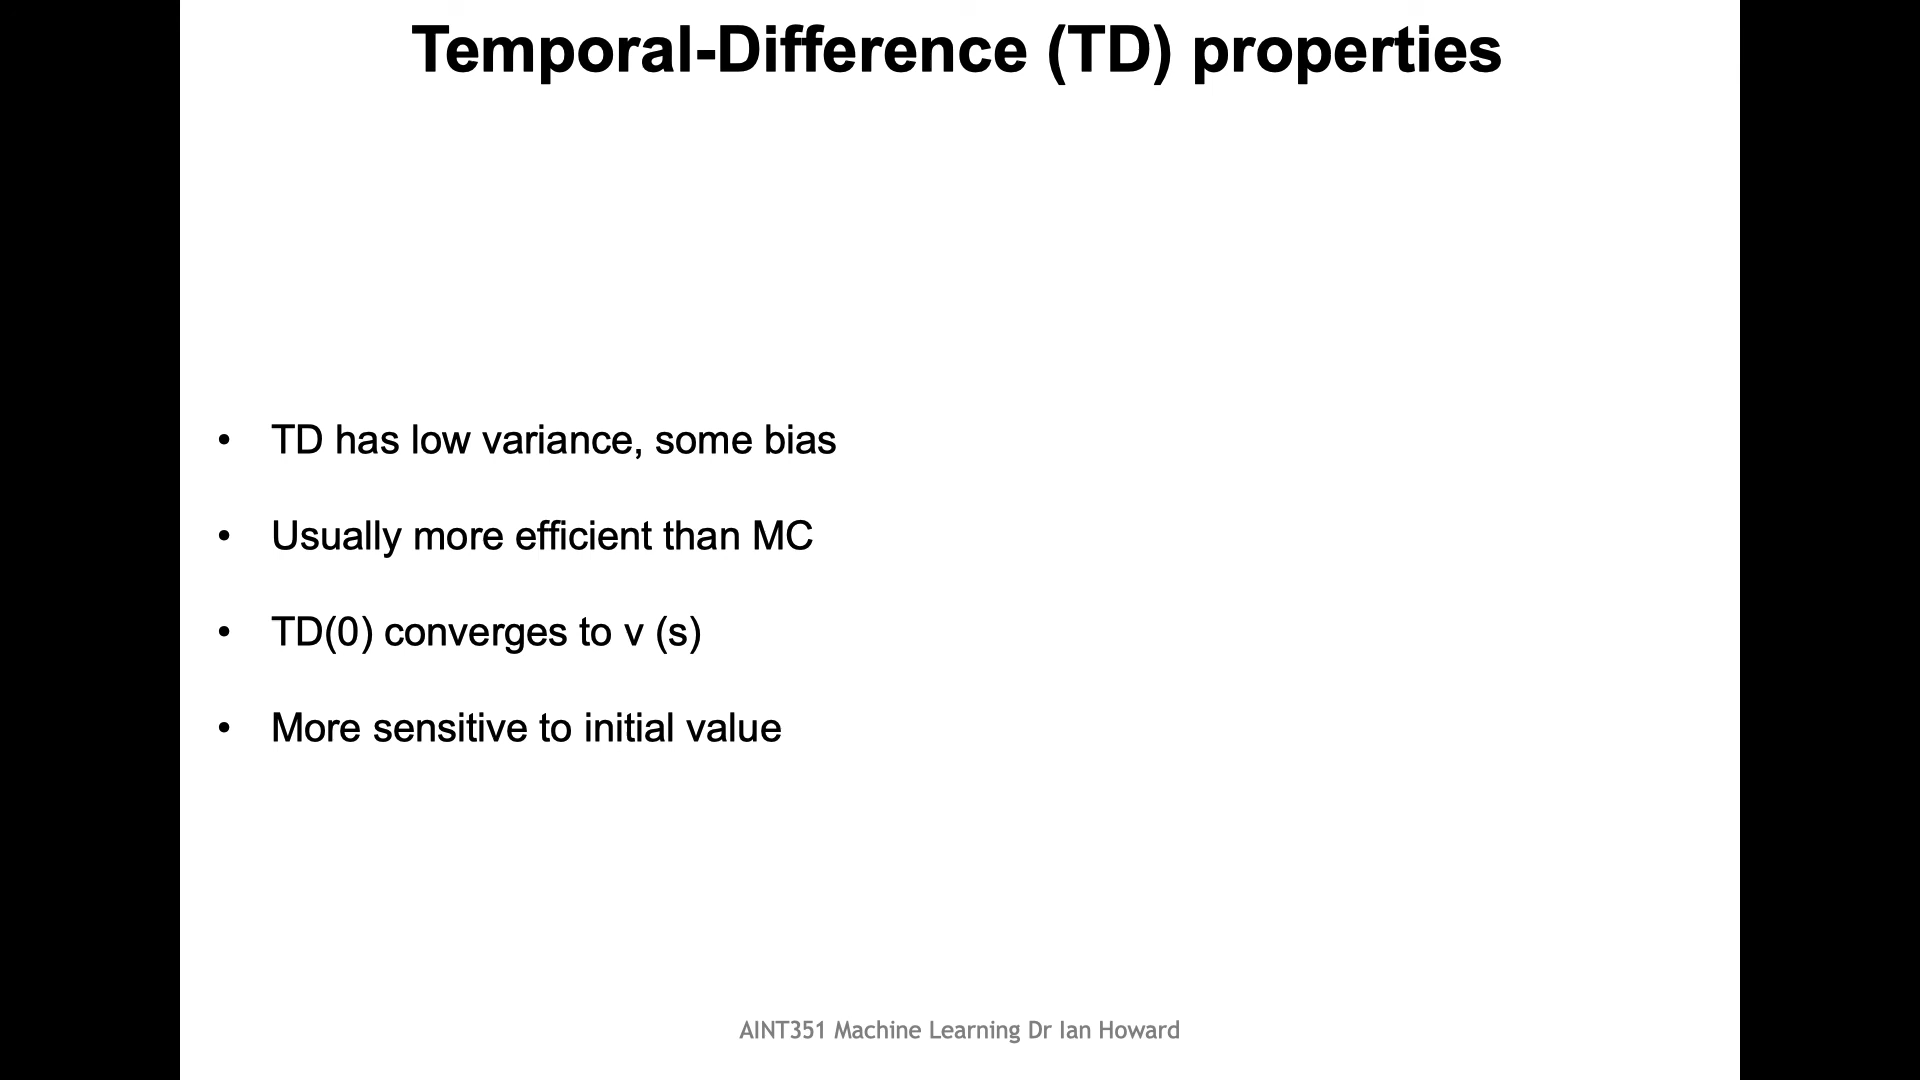 Temporal-Difference (TD) properties
• TD has low variance, some bias
• Usually more efficient than MC
• TD(0) converges to v (s)
• More sensitive to initial value
AINT351 Machine Learning Dr Ian Howard